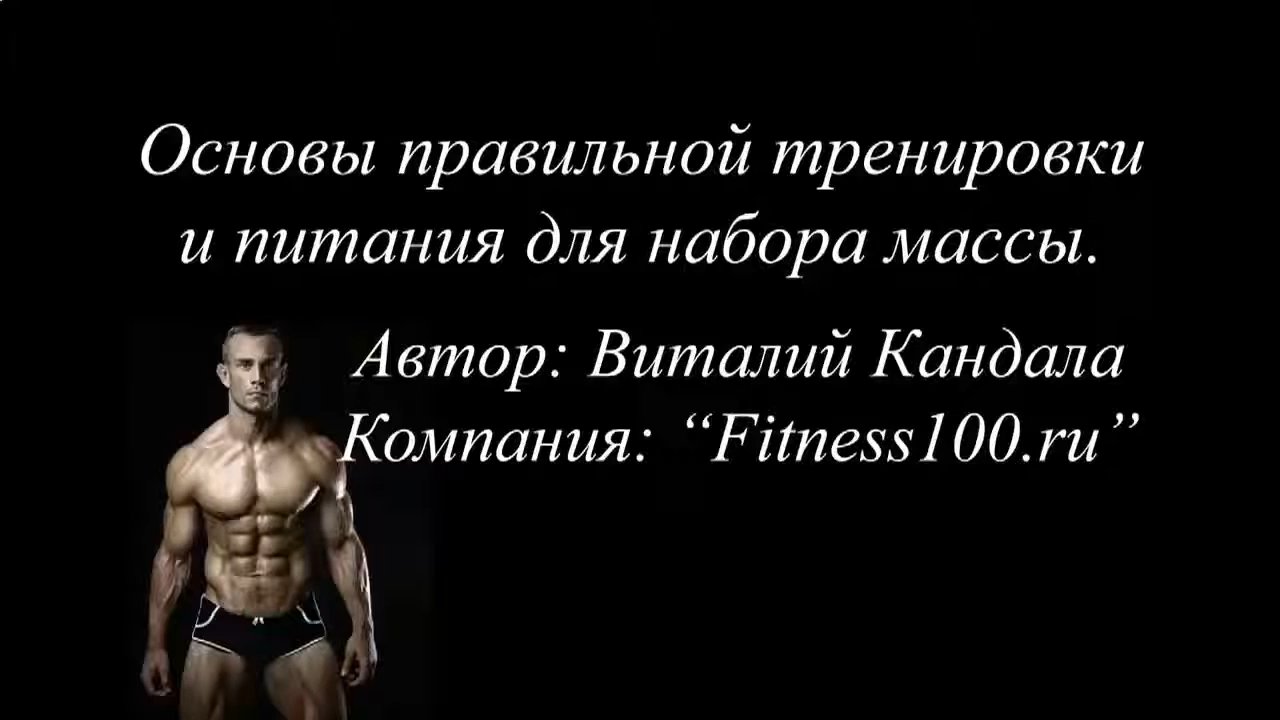 Основы правильной тренировки
и питания для набора массы.
Автор: Виталий Кандала
Компания: “Fitness100.ru”